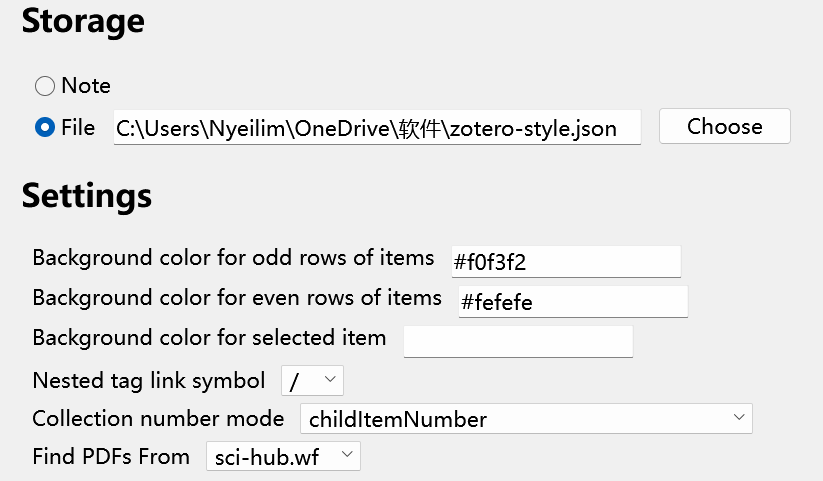 Storage
Note
File C:\Users\Nyeilim\OneDrive\软件\zotero-style.json Choose
Settings
Background color for odd rows of items #f0f3f2
Background color for even rows of items #fefefe
Background color for selected item
Nested tag link symbol /
Collection number mode childItemNumber
Find PDFs From sci-hub.wf